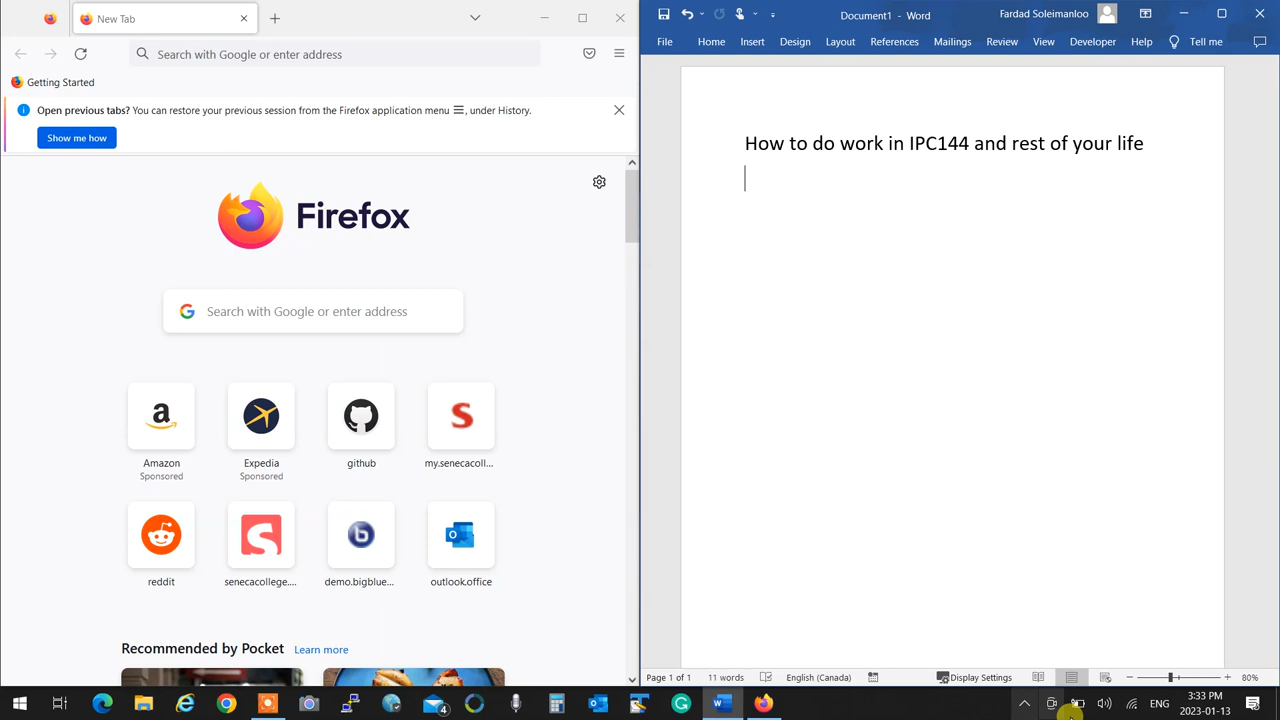 New Tab
Search with Google or enter address
Getting Started
Open previous tabs? You can restore your previous session from the Firefox application menu ☰, under History.
Show me how
Firefox
Search with Google or enter address
Amazon
Sponsored
Expedia
Sponsored
github
my.senecacoll...
reddit
senecacollege....
demo.bigblue...
outlook.office
Recommended by Pocket Learn more
Document1 - Word
Fardad Soleimanloo
File Home Insert Design Layout References Mailings Review View Developer Help Tell me
How to do work in IPC144 and rest of your life
Page 1 of 1 11 words English (Canada) Display Settings 80%
4
ENG
3:33 PM
2023-01-13